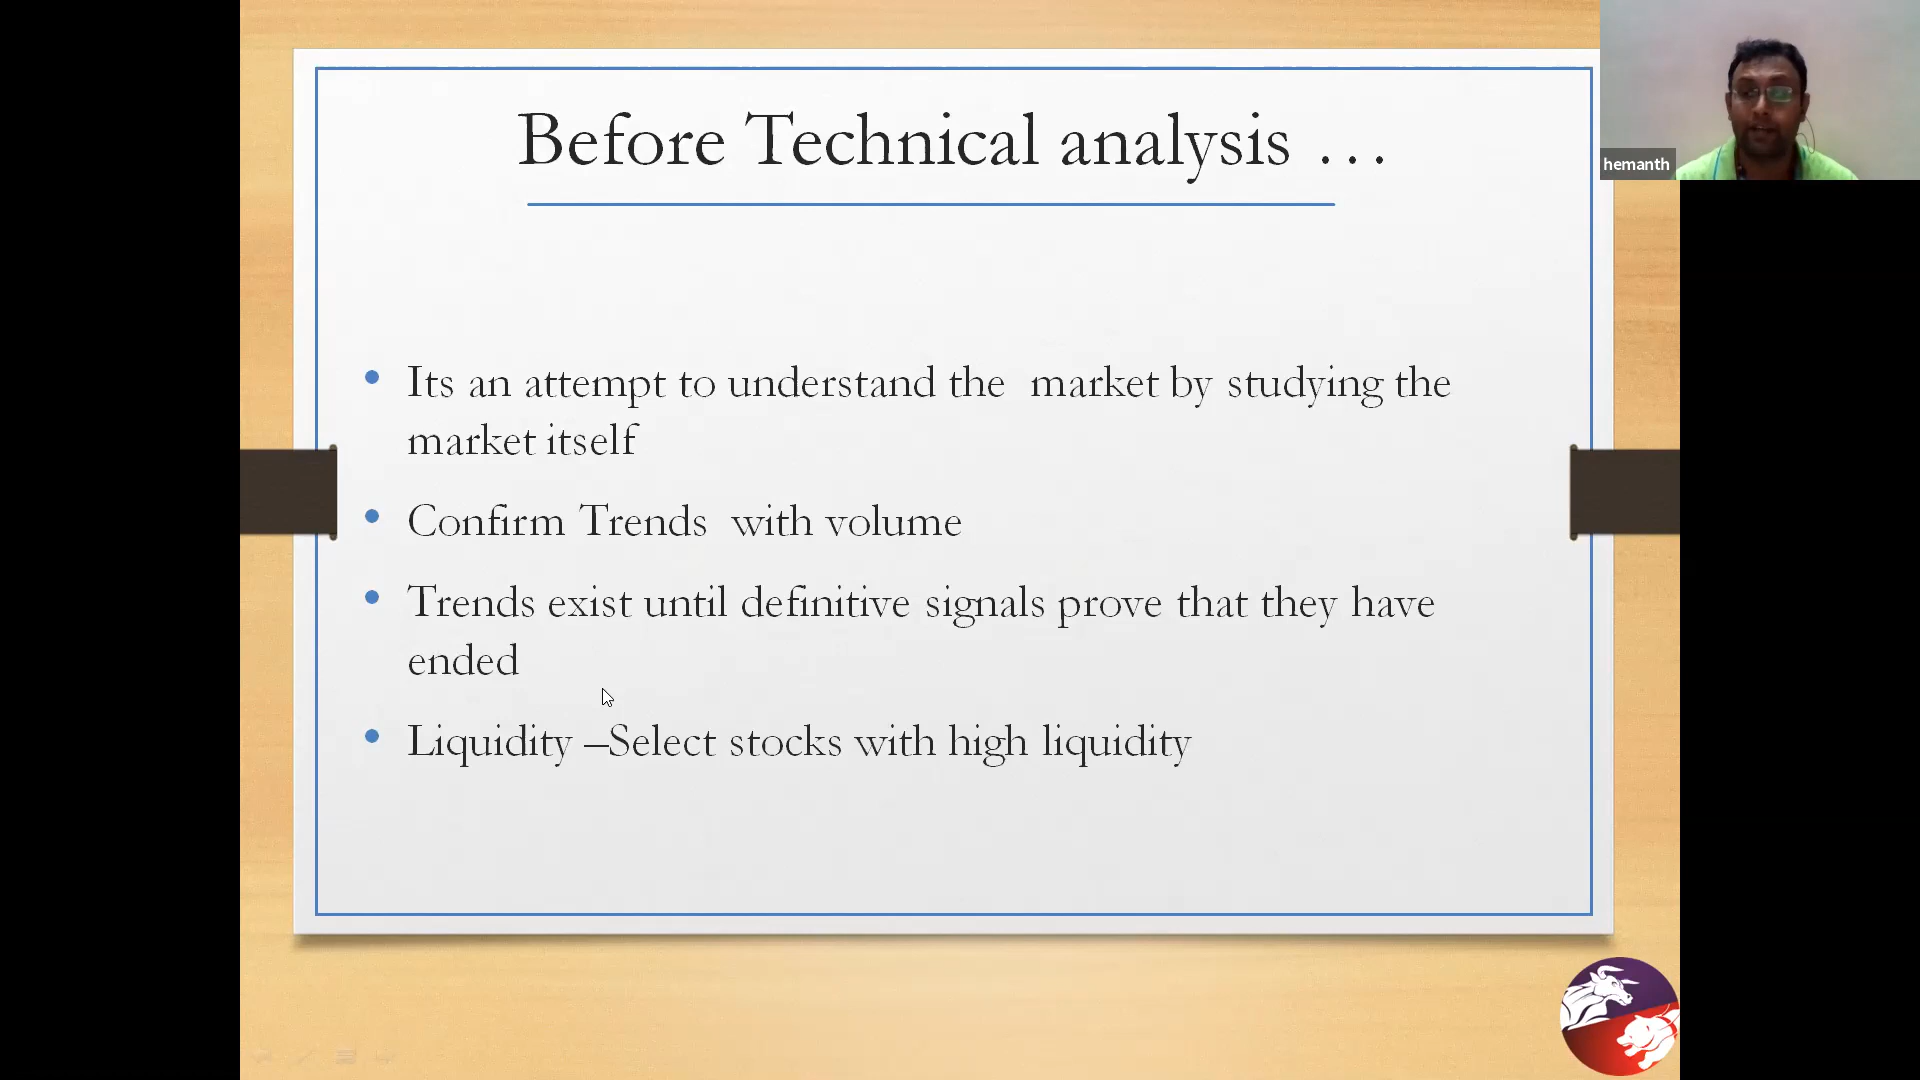 Before Technical analysis ...
hemanth
• Its an attempt to understand the market by studying the
market itself
• Confirm Trends with volume
• Trends exist until definitive signals prove that they have
ended
• Liquidity –Select stocks with high liquidity